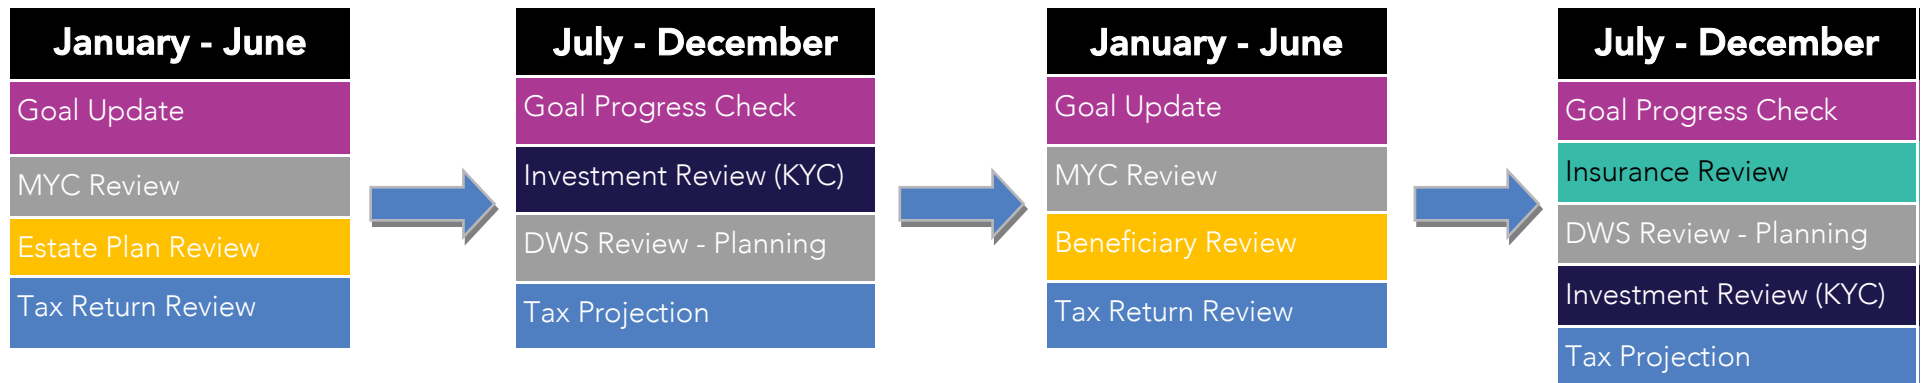 January - June
Goal Update
MYC Review
Estate Plan Review
Tax Return Review
July - December
Goal Progress Check
Investment Review (KYC)
DWS Review - Planning
Tax Projection
January - June
Goal Update
MYC Review
Beneficiary Review
Tax Return Review
July - December
Goal Progress Check
Insurance Review
DWS Review - Planning
Investment Review (KYC)
Tax Projection